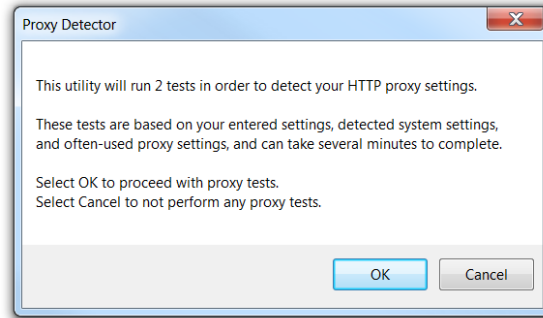 Proxy Detector
This utility will run 2 tests in order to detect your HTTP proxy settings.
These tests are based on your entered settings, detected system settings,
and often-used proxy settings, and can take several minutes to complete.
Select OK to proceed with proxy tests.
Select Cancel to not perform any proxy tests.
OK Cancel